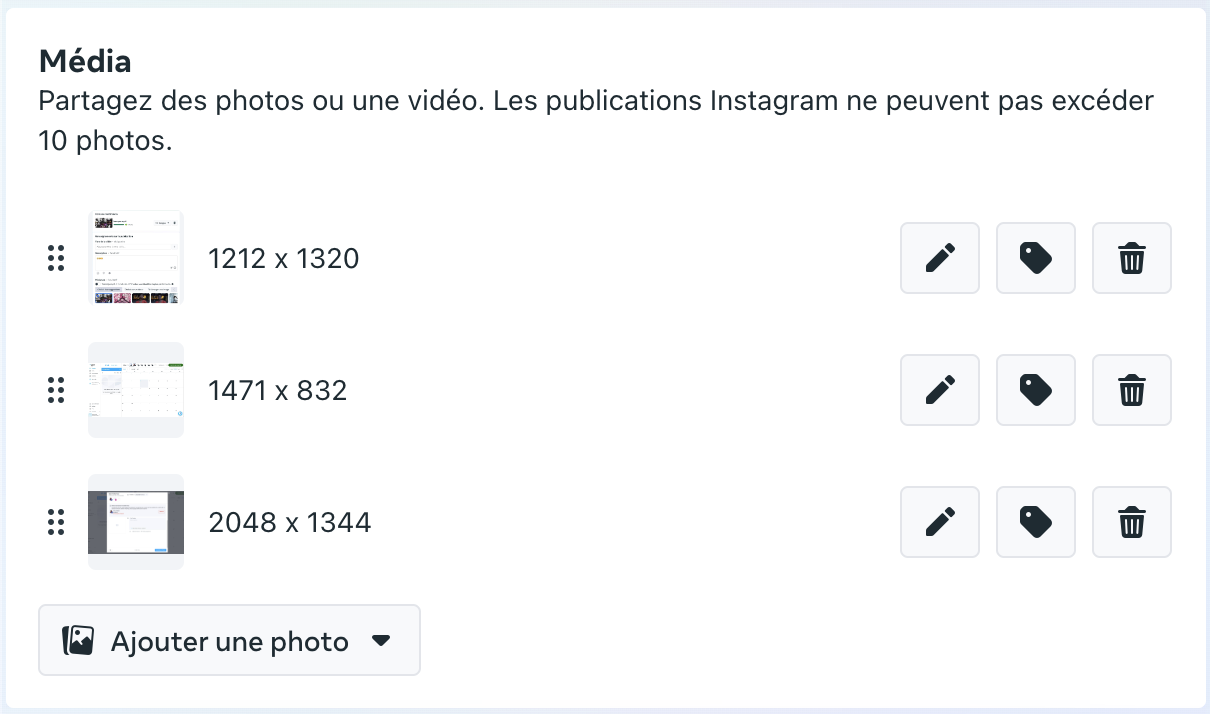 Média
Partagez des photos ou une vidéo. Les publications Instagram ne peuvent pas excéder
10 photos.
1212 x 1320
1471 x 832
2048 x 1344
Ajouter une photo